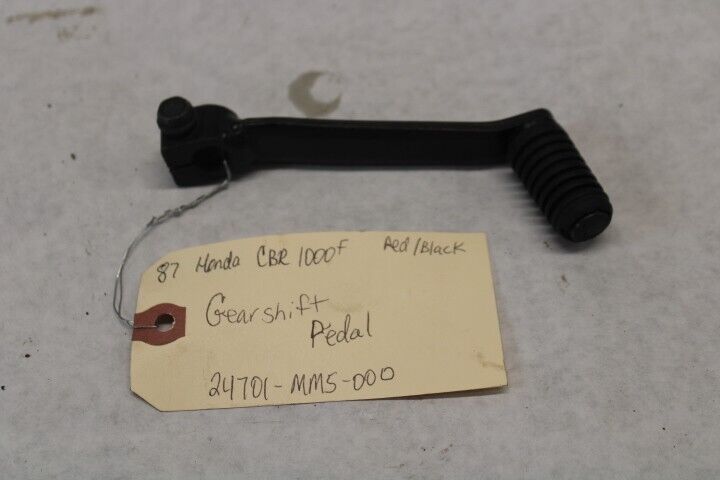 87 Honda CBR 1000F Red/Black
Gearshift
Pedal
24701-MM5-000